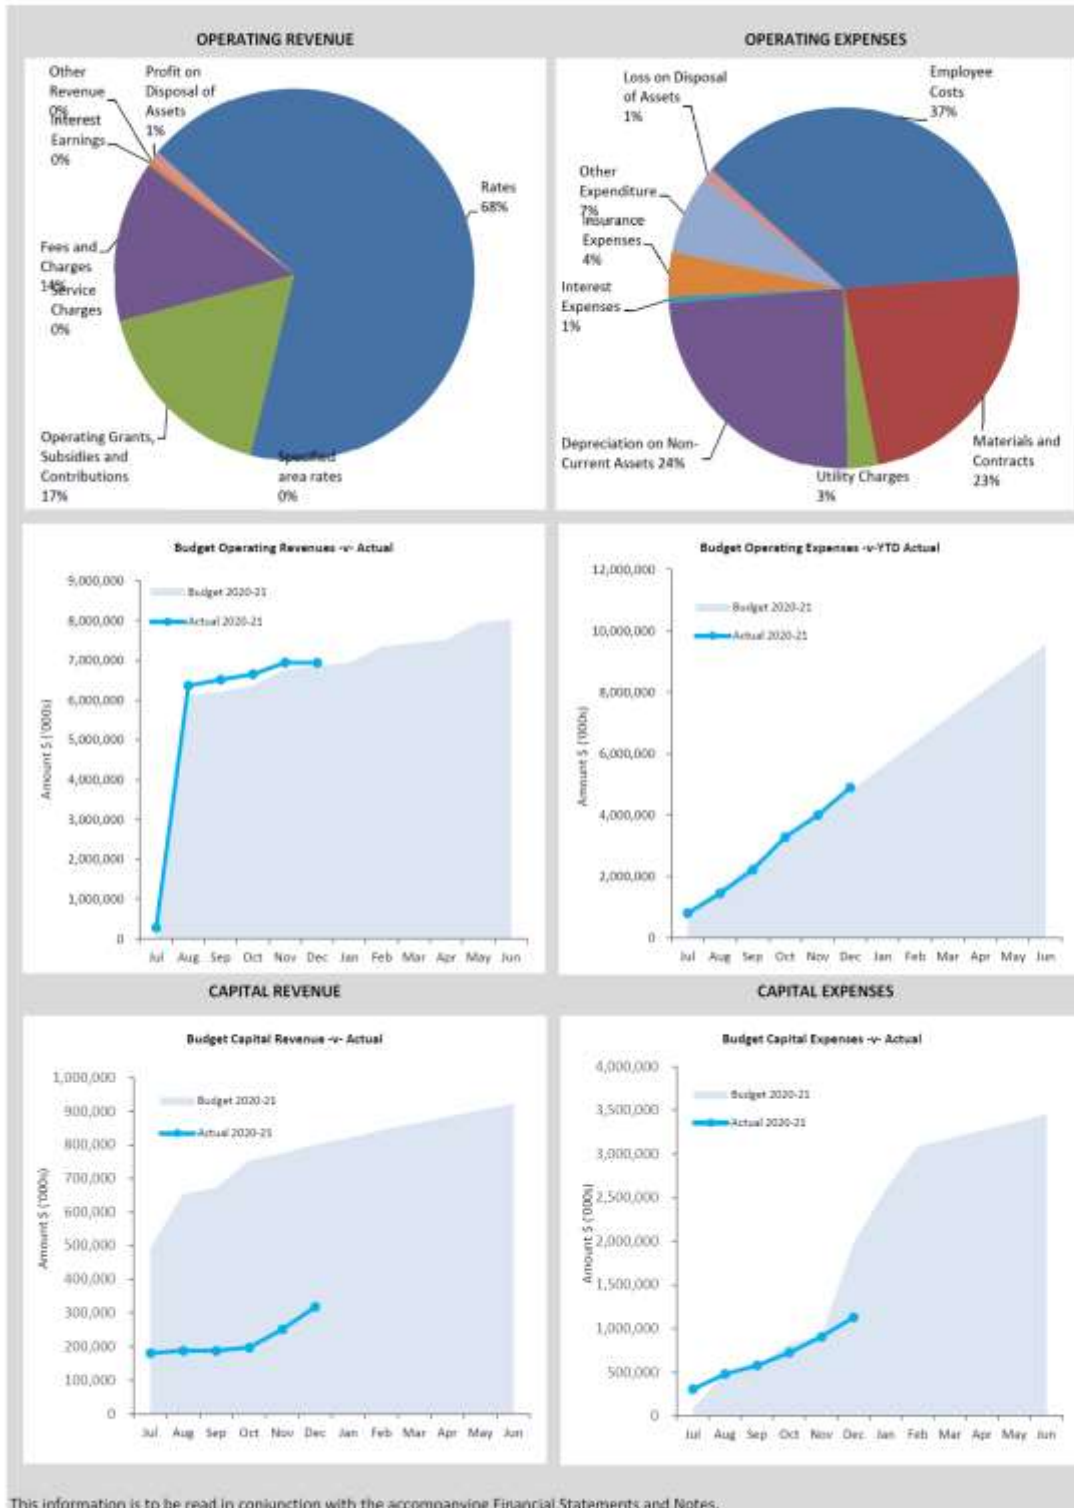 OPERATING REVENUE
Other
Revenue
0%
Interest
Earnings
0%
Profit on
Disposal of
Assets
1%
Rates
68%
Fees and
Charges
14%
Service
Charges
0%
Operating Grants,
Subsidies and
Contributions
17%
Specified
area rates
0%
OPERATING EXPENSES
Loss on Disposal
of Assets
1%
Employee
Costs
37%
Other
Expenditure
7%
Insurance
Expenses
4%
Interest
Expenses
1%
Depreciation on Non-
Current Assets 24%
Utility Charges
3%
Materials and
Contracts
23%
Budget Operating Revenues -v- Actual
Budget 2020-21
Actual 2020-21
Amount $ ('000s)
9,000,000
8,000,000
7,000,000
6,000,000
5,000,000
4,000,000
3,000,000
2,000,000
1,000,000
0
Jul Aug Sep Oct Nov Dec Jan Feb Mar Apr May Jun
Budget Operating Expenses -v-YTD Actual
Budget 2020-21
Actual 2020-21
Amount $ ('000s)
12,000,000
10,000,000
8,000,000
6,000,000
4,000,000
2,000,000
0
Jul Aug Sep Oct Nov Dec Jan Feb Mar Apr May Jun
CAPITAL REVENUE
Budget Capital Revenue -v- Actual
Budget 2020-21
Actual 2020-21
Amount $ ('000s)
1,000,000
900,000
800,000
700,000
600,000
500,000
400,000
300,000
200,000
100,000
0
Jul Aug Sep Oct Nov Dec Jan Feb Mar Apr May Jun
CAPITAL EXPENSES
Budget Capital Expenses -v- Actual
Budget 2020-21
Actual 2020-21
Amount $ ('000s)
4,000,000
3,500,000
3,000,000
2,500,000
2,000,000
1,500,000
1,000,000
500,000
0
Jul Aug Sep Oct Nov Dec Jan Feb Mar Apr May Jun
This information is to be read in conjunction with the accompanying Financial Statements and Notes.